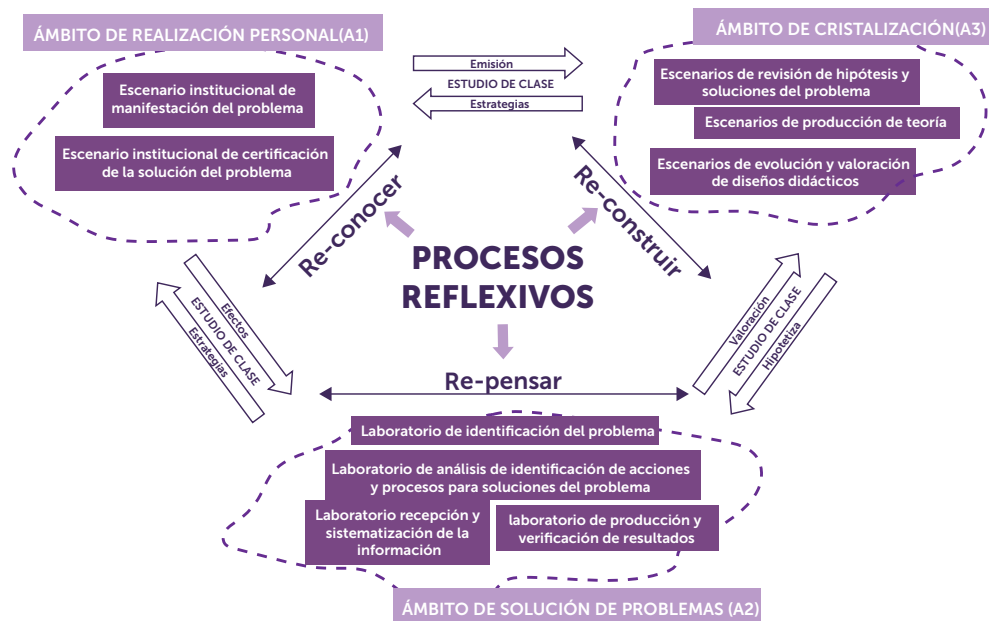 ÁMBITO DE REALIZACIÓN PERSONAL(A1)
Escenario institucional de
manifestación del problema
Escenario institucional de certificación
de la solución del problema
Emisión
ESTUDIO DE CLASE
Estrategias
ÁMBITO DE CRISTALIZACIÓN(A3)
Escenarios de revisión de hipótesis y
soluciones del problema
Escenarios de producción de teoría
Escenarios de evolución y valoración
de diseños didácticos
Re-conocer
Re-construir
PROCESOS
REFLEXIVOS
Re-pensar
Efectos
ESTUDIO DE CLASE
Estrategias
Valoración
ESTUDIO DE CLASE
Hipotetiza
Laboratorio de identificación del problema
Laboratorio de análisis de identificación de acciones
y procesos para soluciones del problema
Laboratorio recepción y
sistematización de la
información
laboratorio de producción y
verificación de resultados
ÁMBITO DE SOLUCIÓN DE PROBLEMAS (A2)